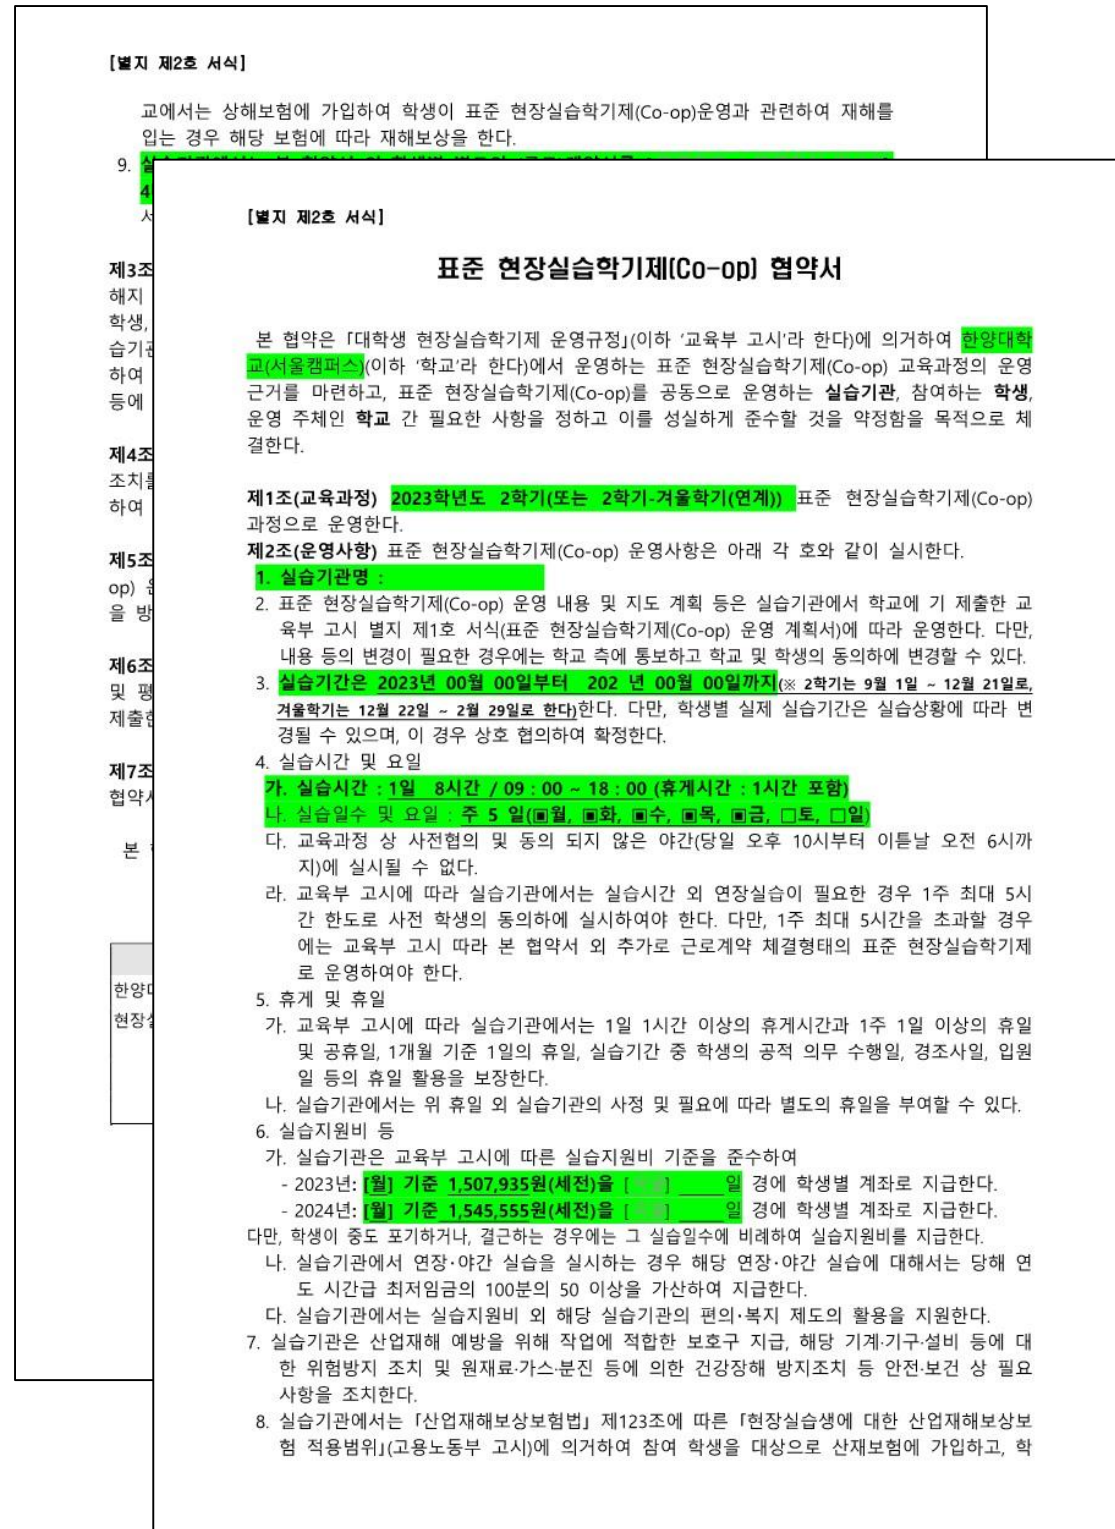 [별지 제2호 서식]
교에서는 상해보험에 가입하여 학생이 표준 현장실습학기제(Co-op)운영과 관련하여 재해를
입는 경우 해당 보험에 따라 재해보상을 한다.
9.
4
서
제3조
해지
학생,
습기관
하여
등에
제4조
조치를
하여
제5조
op) 운
을 방
제6조
및 평
제출한
제7조
협약서
본
한양대
현장실
[별지 제2호 서식]
표준 현장실습학기제(Co-op) 협약서
본 협약은 「대학생 현장실습학기제 운영규정」(이하 ‘교육부 고시’라 한다)에 의거하여 한양대학
교(서울캠퍼스)(이하 ‘학교’라 한다)에서 운영하는 표준 현장실습학기제(Co-op) 교육과정의 운영
근거를 마련하고, 표준 현장실습학기제(Co-op)를 공동으로 운영하는 실습기관, 참여하는 학생,
운영 주체인 학교 간 필요한 사항을 정하고 이를 성실하게 준수할 것을 약정함을 목적으로 체
결한다.
제1조(교육과정) 2023학년도 2학기(또는 2학기-겨울학기(연계)) 표준 현장실습학기제(Co-op)
과정으로 운영한다.
제2조(운영사항) 표준 현장실습학기제(Co-op) 운영사항은 아래 각 호와 같이 실시한다.
1. 실습기관명 :
2. 표준 현장실습학기제(Co-op) 운영 내용 및 지도 계획 등은 실습기관에서 학교에 기 제출한 교
육부 고시 별지 제1호 서식(표준 현장실습학기제(Co-op) 운영 계획서)에 따라 운영한다. 다만,
내용 등의 변경이 필요한 경우에는 학교 측에 통보하고 학교 및 학생의 동의하에 변경할 수 있다.
3. 실습기간은 2023년 00월 00일부터 202 년 00월 00일까지(※ 2학기는 9월 1일 ~ 12월 21일로,
겨울학기는 12월 22일 ~ 2월 29일로 한다)한다. 다만, 학생별 실제 실습기간은 실습상황에 따라 변
경될 수 있으며, 이 경우 상호 협의하여 확정한다.
4. 실습시간 및 요일
가. 실습시간 : 1일 8시간 / 09 : 00 ~ 18 : 00 (휴게시간 : 1시간 포함)
나. 실습일수 및 요일 : 주 5 일(▣월, ▣화, ▣수, ▣목, ▣금, □토, □일)
다. 교육과정 상 사전협의 및 동의 되지 않은 야간(당일 오후 10시부터 이튿날 오전 6시까
지)에 실시될 수 없다.
라. 교육부 고시에 따라 실습기관에서는 실습시간 외 연장실습이 필요한 경우 1주 최대 5시
간 한도로 사전 학생의 동의하에 실시하여야 한다. 다만, 1주 최대 5시간을 초과할 경우
에는 교육부 고시 따라 본 협약서 외 추가로 근로계약 체결형태의 표준 현장실습학기제
로 운영하여야 한다.
5. 휴게 및 휴일
가. 교육부 고시에 따라 실습기관에서는 1일 1시간 이상의 휴게시간과 1주 1일 이상의 휴일
및 공휴일, 1개월 기준 1일의 휴일, 실습기간 중 학생의 공적 의무 수행일, 경조사일, 입원
일 등의 휴일 활용을 보장한다.
나. 실습기관에서는 위 휴일 외 실습기관의 사정 및 필요에 따라 별도의 휴일을 부여할 수 있다.
6. 실습지원비 등
가. 실습기관은 교육부 고시에 따른 실습지원비 기준을 준수하여
- 2023년: [월] 기준 1,507,935원(세전)을 [ ] 일 경에 학생별 계좌로 지급한다.
- 2024년: [월] 기준 1,545,555원(세전)을 [ ] 일 경에 학생별 계좌로 지급한다.
다만, 학생이 중도 포기하거나, 결근하는 경우에는 그 실습일수에 비례하여 실습지원비를 지급한다.
나. 실습기관에서 연장·야간 실습을 실시하는 경우 해당 연장·야간 실습에 대해서는 당해 연
도 시간급 최저임금의 100분의 50 이상을 가산하여 지급한다.
다. 실습기관에서는 실습지원비 외 해당 실습기관의 편의·복지 제도의 활용을 지원한다.
7. 실습기관은 산업재해 예방을 위해 작업에 적합한 보호구 지급, 해당 기계·기구·설비 등에 대
한 위험방지 조치 및 원재료·가스·분진 등에 의한 건강장해 방지조치 등 안전·보건 상 필요
사항을 조치한다.
8. 실습기관에서는 「산업재해보상보험법」 제123조에 따른 「현장실습생에 대한 산업재해보상보
험 적용범위」(고용노동부 고시)에 의거하여 참여 학생을 대상으로 산재보험에 가입하고, 학